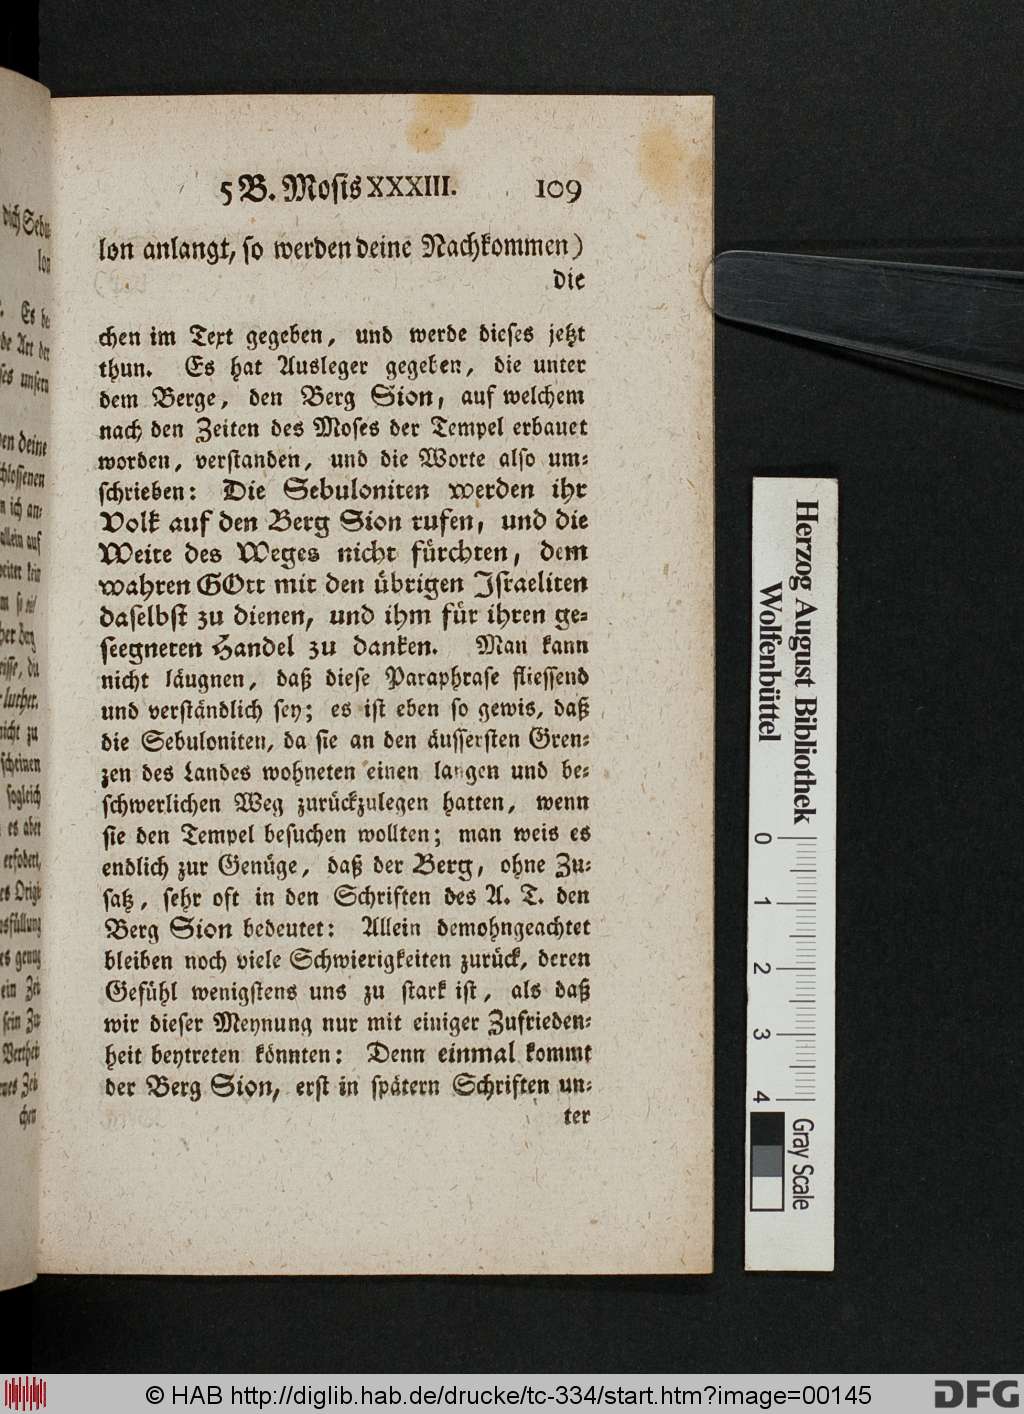 5 B. Mosis XXXIII. 109
lon anlangt, so werden deine Nachkommen)
die
chen im Text gegeben, und werde dieses jetzt
thun. Es hat Ausleger gegeben, die unter
dem Berge, den Berg Sion, auf welchem
nach den Zeiten des Moses der Tempel erbauet
worden, verstanden, und die Worte also um-
schrieben: Die Sebuloniten werden ihr
Volk auf den Berg Sion rufen, und die
Weite des Weges nicht fürchten, dem
wahren GOtt mit den übrigen Israeliten
daselbst zu dienen, und ihm für ihren ge-
seegneten Handel zu danken. Man kann
nicht läugnen, daß diese Paraphrase fliessend
und verständlich sey; es ist eben so gewis, daß
die Sebuloniten, da sie an den äussersten Gren-
zen des Landes wohneten einen langen und be-
schwerlichen Weg zurückzulegen hatten, wenn
sie den Tempel besuchen wollten; man weis es
endlich zur Genüge, daß der Berg, ohne Zu-
satz, sehr oft in den Schriften des A. T. den
Berg Sion bedeutet: Allein demohngeachtet
bleiben noch viele Schwierigkeiten zurück, deren
Gefühl wenigstens uns zu stark ist, als daß
wir dieser Meynung nur mit einiger Zufrieden-
heit beytreten könnten: Denn einmal kommt
der Berg Sion, erst in spätern Schriften un-
ter
Herzog August Bibliothek
Wolfenbüttel
0 1 2 3 4
Gray Scale
© HAB http://diglib.hab.de/drucke/tc-334/start.htm?image=00145
DFG